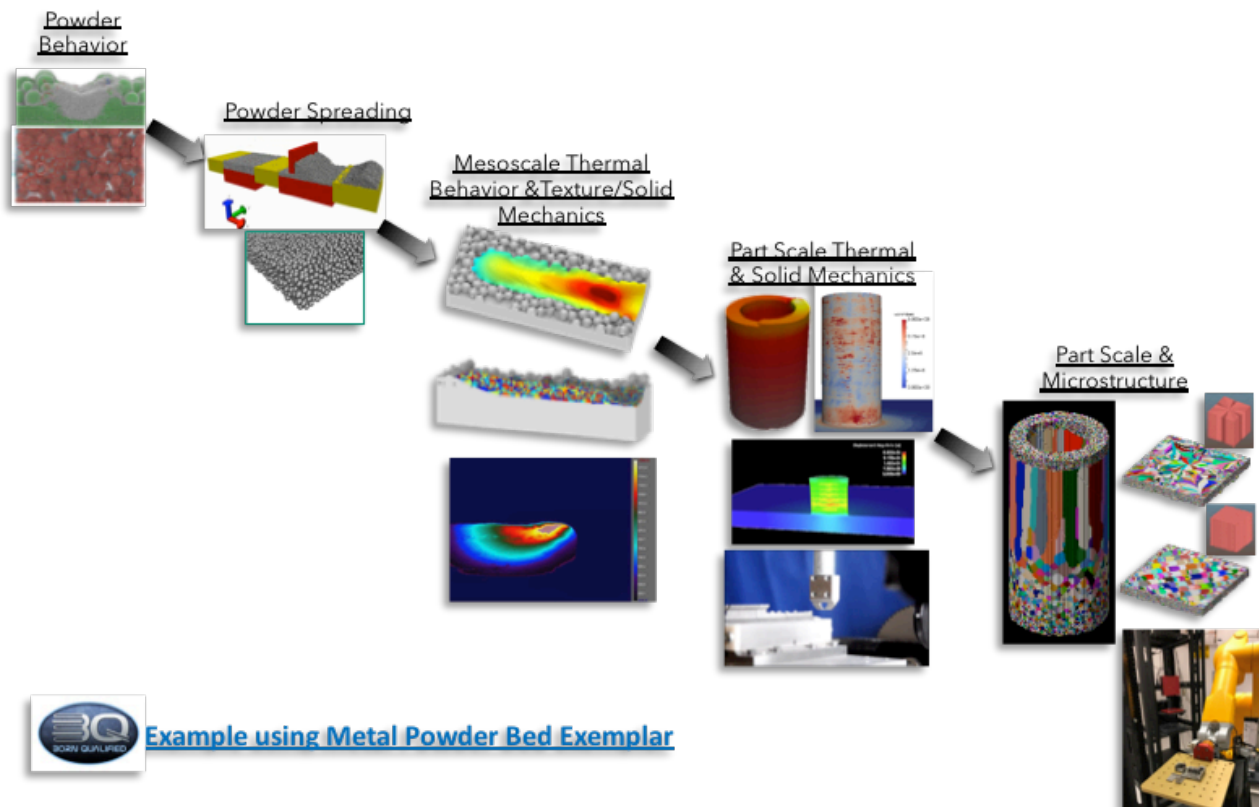 Powder
Behavior
Powder Spreading
Mesoscale Thermal
Behavior &Texture/Solid
Mechanics
Part Scale Thermal
& Solid Mechanics
Part Scale &
Microstructure
BQ
BORN QUALIFIED
Example using Metal Powder Bed Exemplar